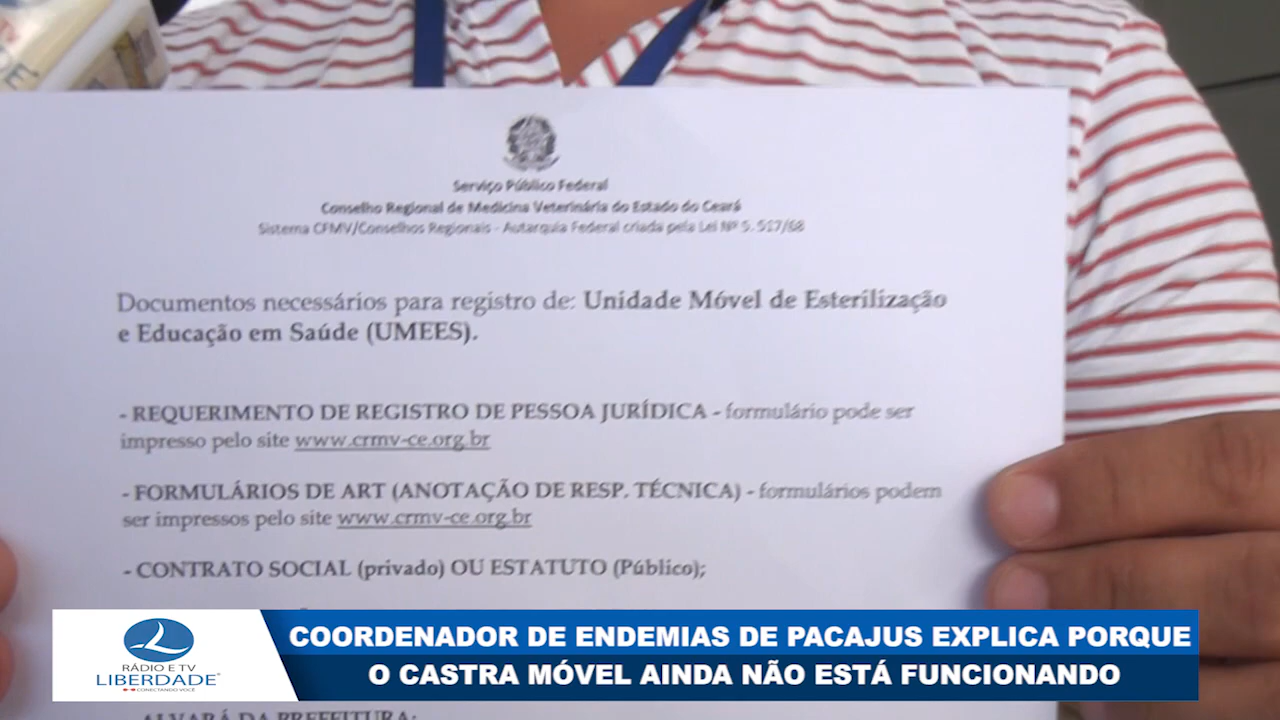 Serviço Público Federal
Conselho Regional de Medicina Veterinária do Estado do Ceará
Sistema CFMV/Conselhos Regionais - Autarquia Federal criada pela Lei Nº 5.517/68
Documentos necessários para registro de: Unidade Móvel de Esterilização
e Educação em Saúde (UMEES).
- REQUERIMENTO DE REGISTRO DE PESSOA JURÍDICA - formulário pode ser
impresso pelo site www.crmv-ce.org.br
- FORMULÁRIOS DE ART (ANOTAÇÃO DE RESP. TÉCNICA) - formulários podem
ser impressos pelo site www.crmv-ce.org.br
- CONTRATO SOCIAL (privado) OU ESTATUTO (Público);
RÁDIO E TV
LIBERDADE
CONECTANDO VOCÊ
COORDENADOR DE ENDEMIAS DE PACAJUS EXPLICA PORQUE
O CASTRA MÓVEL AINDA NÃO ESTÁ FUNCIONANDO
- ALVARÁ DA PREFEITURA;